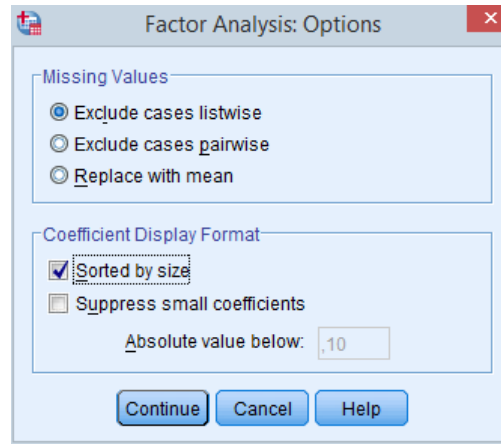 Factor Analysis: Options
Missing Values
Exclude cases listwise
Exclude cases pairwise
Replace with mean
Coefficient Display Format
Sorted by size
Suppress small coefficients
Absolute value below: ,10
Continue Cancel Help